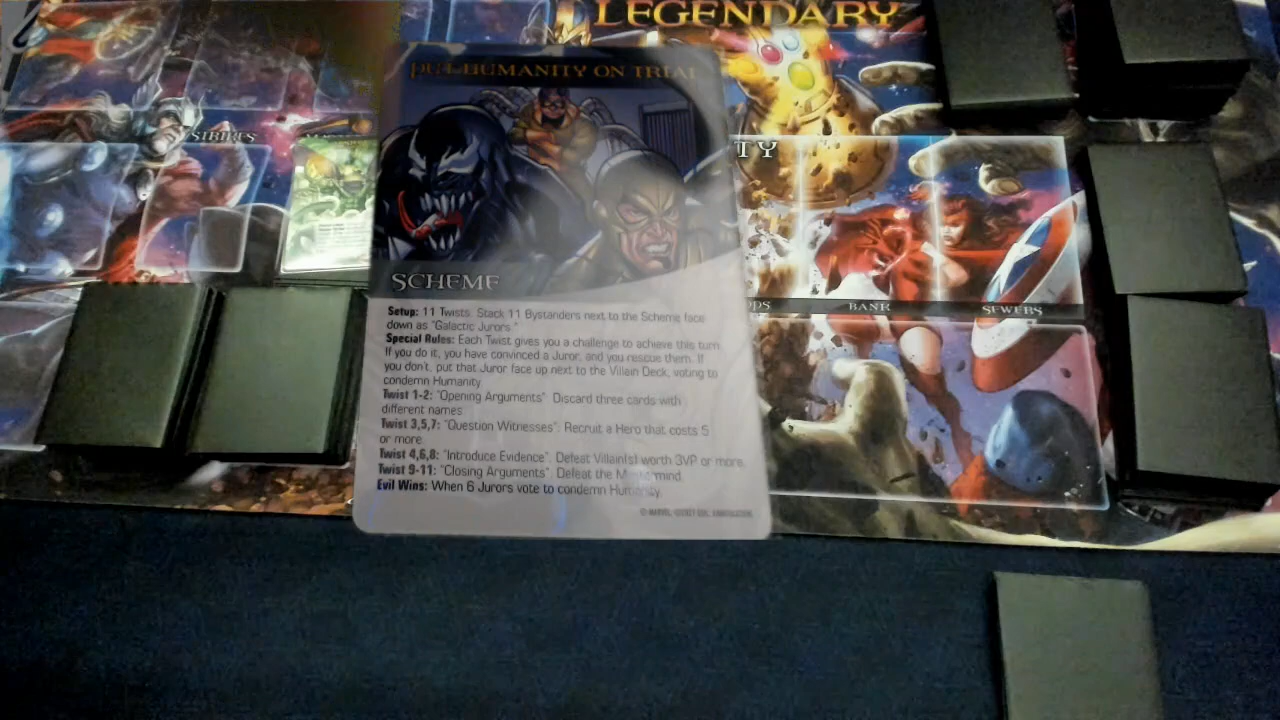 LEGENDARY
PUT HUMANITY ON TRIAL
STRIKES
TY
SCHEME
Setup: 11 Twists. Stack 11 Bystanders next to the Scheme face
down as "Galactic Jurors."
Special Rules: Each Twist gives you a challenge to achieve this turn.
If you do it, you have convinced a Juror, and you rescue them. If
you don't, put that Juror face up next to the Villain Deck, voting to
condemn Humanity.
Twist 1-2: "Opening Arguments". Discard three cards with
different names.
Twist 3,5,7: "Question Witnesses": Recruit a Hero that costs 5
or more.
Twist 4,6,8: "Introduce Evidence". Defeat Villain(s) worth 3VP or more.
Twist 9-11: "Closing Arguments". Defeat the Mastermind.
Evil Wins: When 6 Jurors vote to condemn Humanity.
BANK
SEWERS